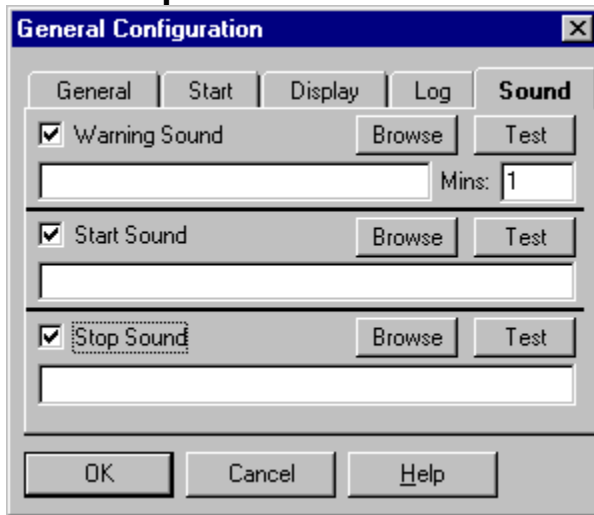 General Configuration
General Start Display Log Sound
Warning Sound Browse Test
Mins: 1
Start Sound Browse Test
Stop Sound Browse Test
OK Cancel Help